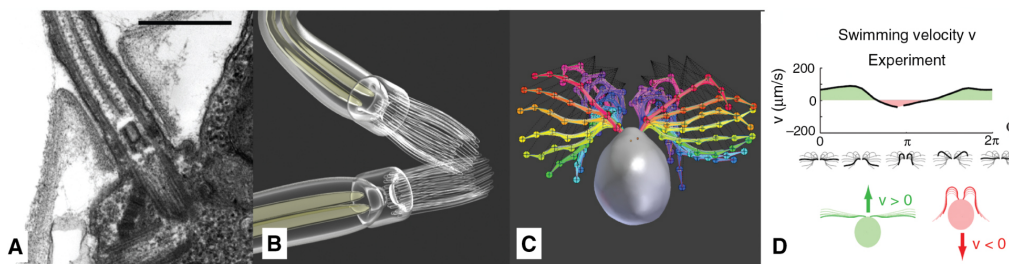 A
B
C
D
Swimming velocity v
Experiment
v (μm/s)
200
0
−200
0
π
2π
v > 0
v < 0